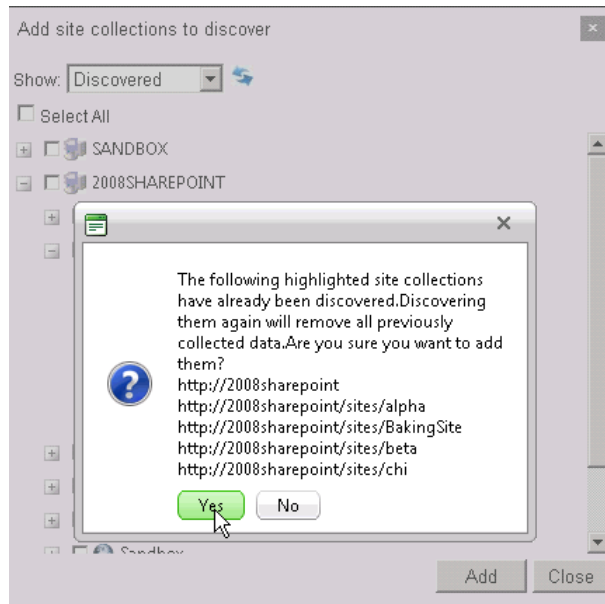 Add site collections to discover
Show: Discovered
Select All
SANDBOX
2008SHAREPOINT
The following highlighted site collections
have already been discovered.Discovering
them again will remove all previously
collected data.Are you sure you want to add
them?
http://2008sharepoint
http://2008sharepoint/sites/alpha
http://2008sharepoint/sites/BakingSite
http://2008sharepoint/sites/beta
http://2008sharepoint/sites/chi
Yes No
Sandbox
Add Close